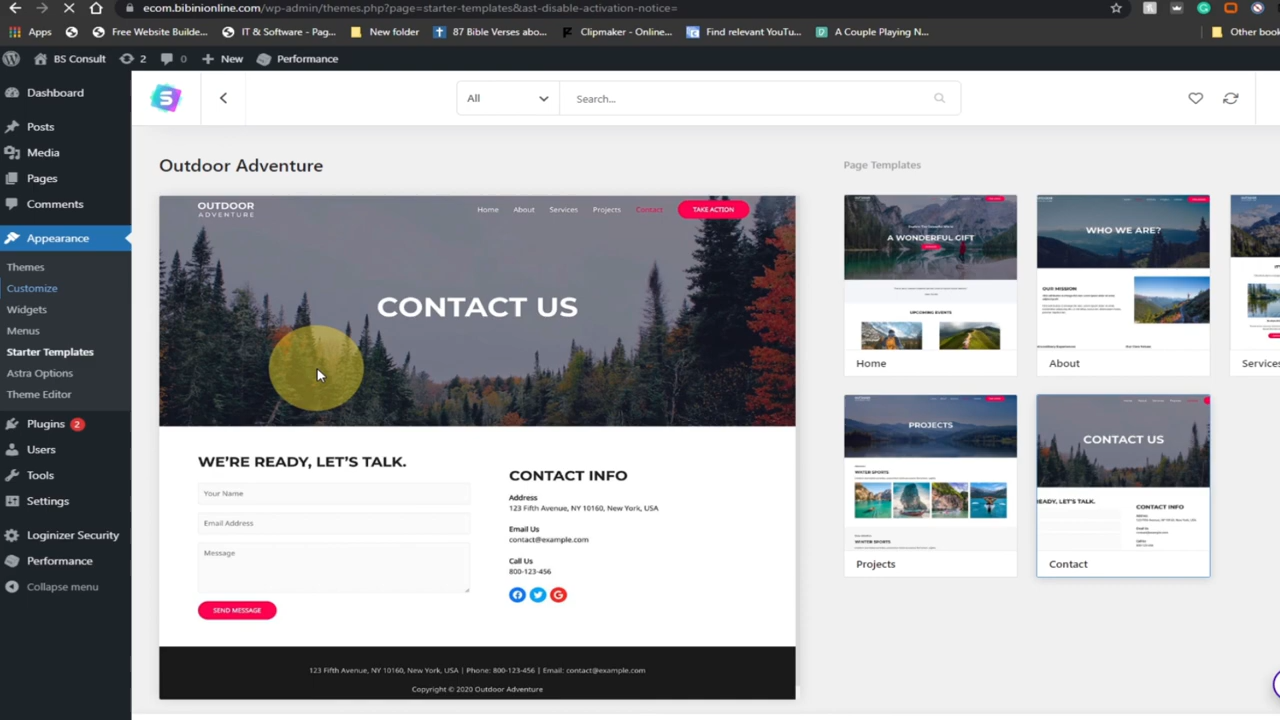 ecom.bibinionline.com/wp-admin/themes.php?page=starter-templates&ast-disable-activation-notice=
Apps
Free Website Builde...
IT & Software - Pag...
New folder
87 Bible Verses abo...
Clipmaker - Online...
Find relevant YouTu...
A Couple Playing N...
Other book
BS Consult
2
0
New
Performance
Dashboard
Posts
Media
Pages
Comments
Appearance
Themes
Customize
Widgets
Menus
Starter Templates
Astra Options
Theme Editor
Plugins 2
Users
Tools
Settings
Loginizer Security
Performance
Collapse menu
All
Search...
Outdoor Adventure
OUTDOOR
ADVENTURE
Home
About
Services
Projects
Contact
TAKE ACTION
CONTACT US
WE'RE READY, LET'S TALK.
Your Name
Email Address
Message
SEND MESSAGE
CONTACT INFO
Address
123 Fifth Avenue, NY 10160, New York, USA
Email Us
contact@example.com
Call Us
800-123-456
123 Fifth Avenue, NY 10160, New York, USA | Phone: 800-123-456 | Email: contact@example.com
Copyright © 2020 Outdoor Adventure
Page Templates
A WONDERFUL GIFT
UPCOMING EVENTS
Home
WHO WE ARE?
OUR MISSION
About
Services
PROJECTS
WINTER SPORTS
WINTER SPORTS
Projects
CONTACT US
READY, LET'S TALK.
CONTACT INFO
Contact